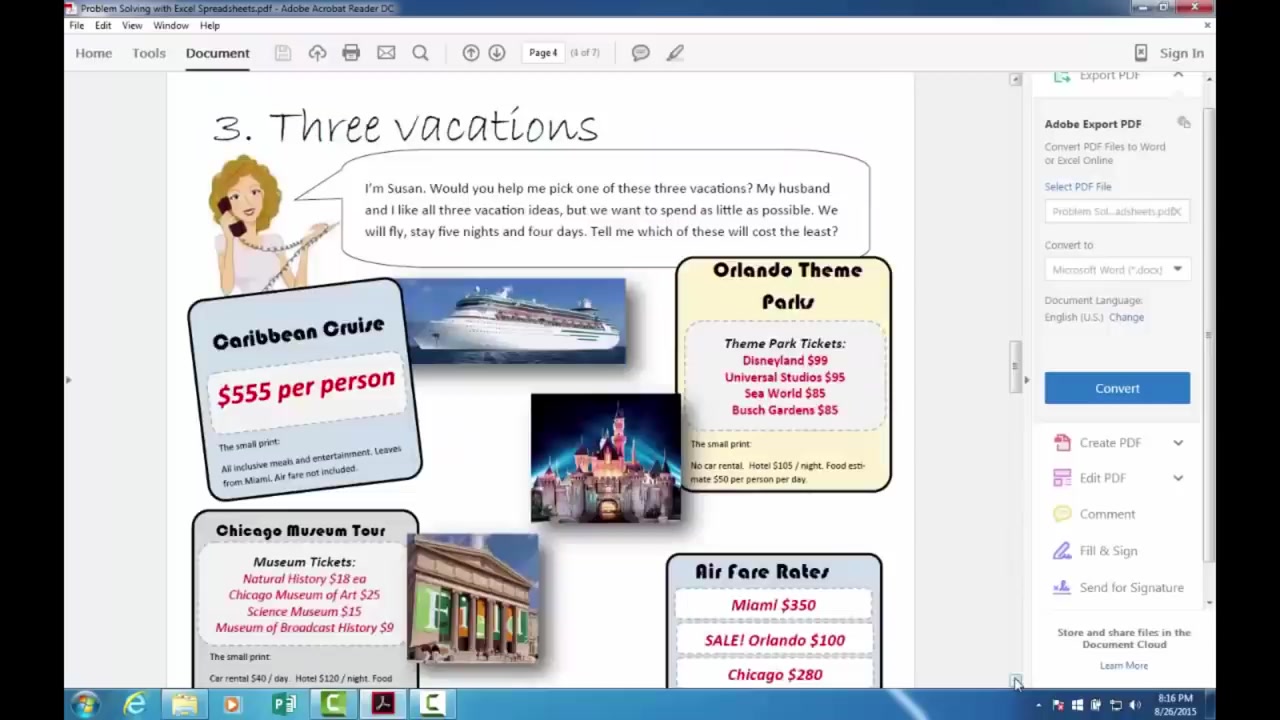 Problem Solving with Excel Spreadsheets.pdf - Adobe Acrobat Reader DC
File Edit View Window Help
Home Tools Document
Page 4 (4 of 7)
Sign In
3. Three vacations
I'm Susan. Would you help me pick one of these three vacations? My husband
and I like all three vacation ideas, but we want to spend as little as possible. We
will fly, stay five nights and four days. Tell me which of these will cost the least?
Caribbean Cruise
$555 per person
The small print:
All inclusive meals and entertainment. Leaves
from Miami. Air fare not included.
Orlando Theme
Parks
Theme Park Tickets:
Disneyland $99
Universal Studios $95
Sea World $85
Busch Gardens $85
The small print:
No car rental. Hotel $105 / night. Food esti-
mate $50 per person per day.
Chicago Museum Tour
Museum Tickets:
Natural History $18 ea
Chicago Museum of Art $25
Science Museum $15
Museum of Broadcast History $9
The small print:
Car rental $40 / day. Hotel $120 / night. Food
Air Fare Rates
Miami $350
SALE! Orlando $100
Chicago $280
Export PDF
Adobe Export PDF
Convert PDF Files to Word
or Excel Online
Select PDF File
Problem Sol...adsheets.pdf
Convert to
Microsoft Word (*.docx)
Document Language:
English (U.S.) Change
Convert
Create PDF
Edit PDF
Comment
Fill & Sign
Send for Signature
Store and share files in the
Document Cloud
Learn More
8:16 PM
8/26/2015